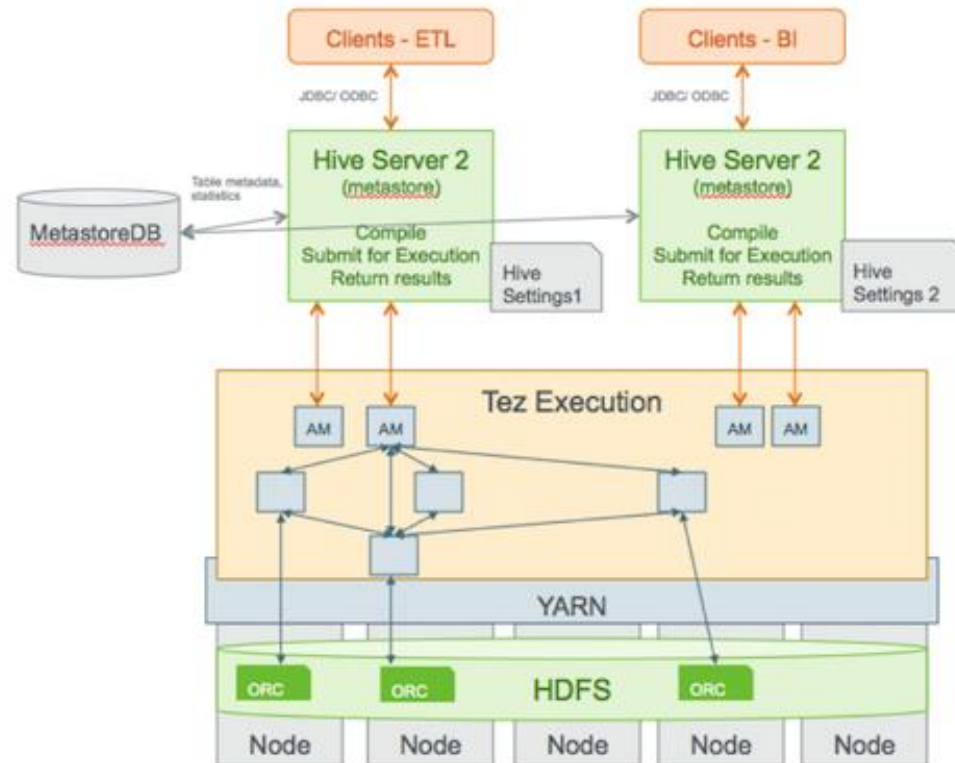 Clients - ETL
Clients - BI
JDBC/ ODBC
JDBC/ ODBC
Hive Server 2
(metastore)
Compile
Submit for Execution
Return results
Hive Server 2
(metastore)
Compile
Submit for Execution
Return results
Table metadata,
statistics
MetastoreDB
Hive
Settings1
Hive
Settings 2
Tez Execution
AM
AM
AM
AM
YARN
ORC
ORC
HDFS
ORC
Node
Node
Node
Node
Node